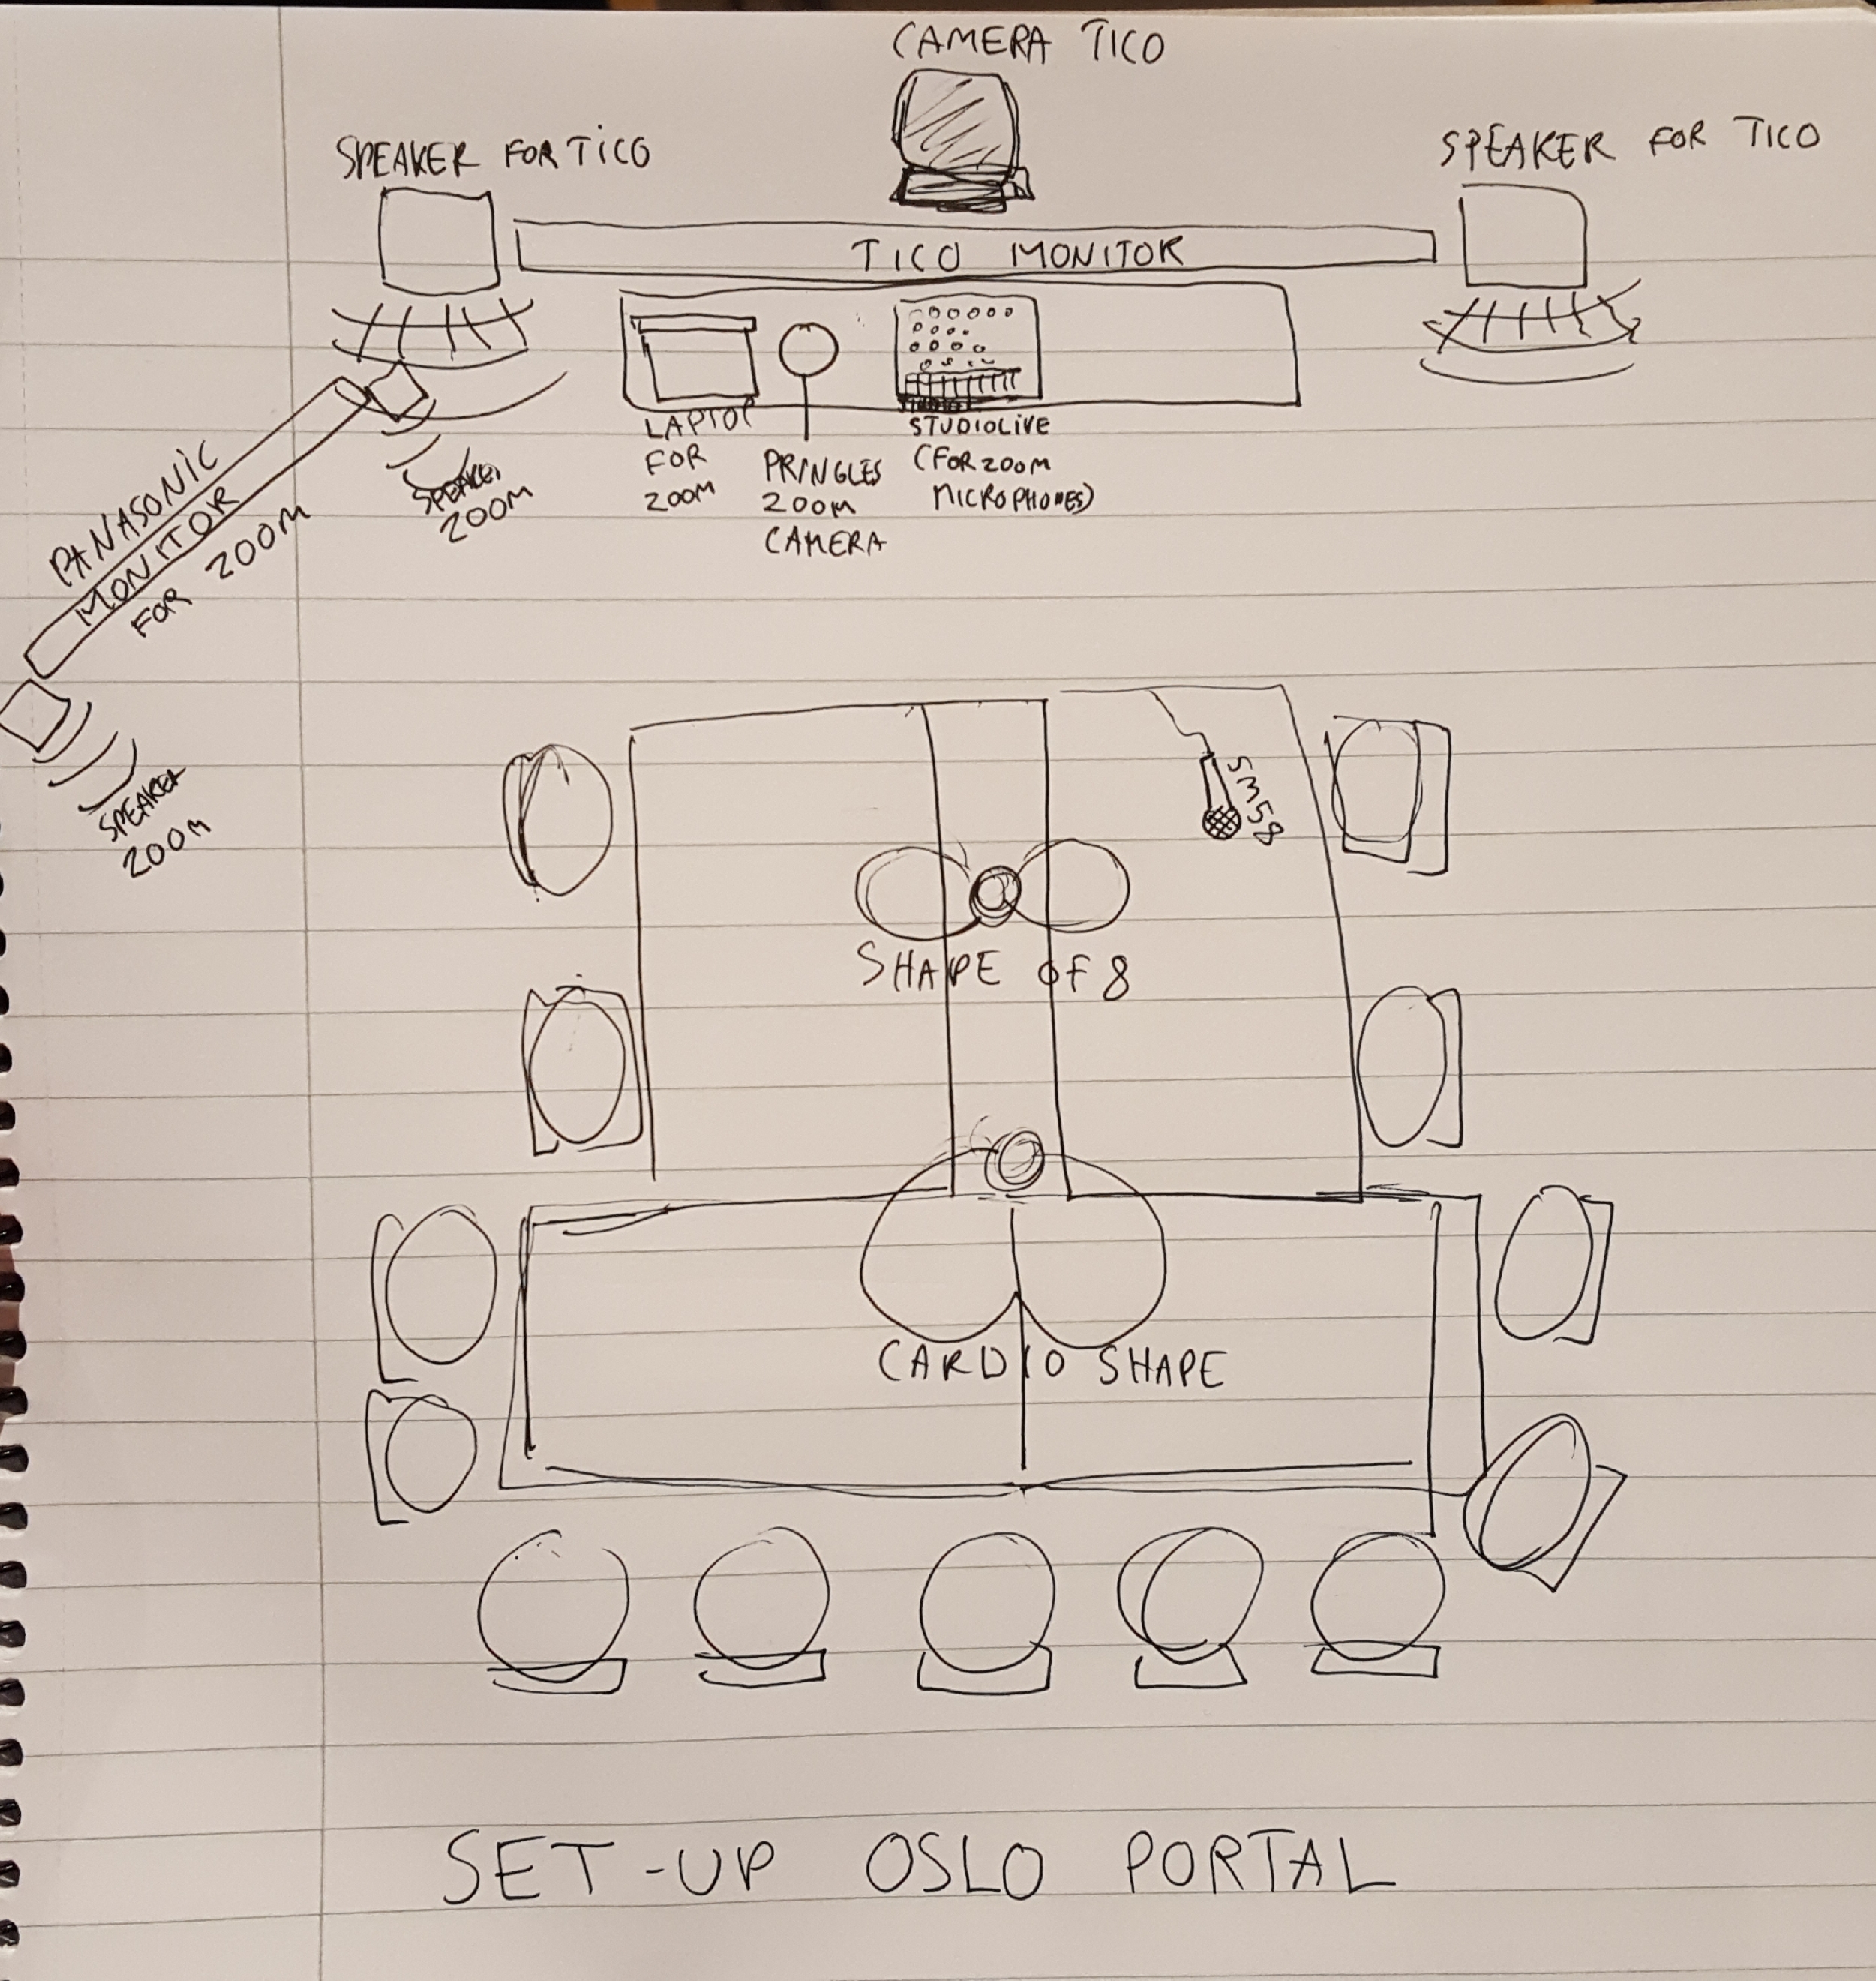 CAMERA TICO
SPEAKER FOR TICO
SPEAKER FOR TICO
TICO MONITOR
LAPTOP
FOR
ZOOM
PRINGLES
ZOOM
CAMERA
STUDIOLIVE
(FOR ZOOM
MICROPHONES)
PANASONIC
MONITOR
FOR ZOOM
SPEAKER
ZOOM
SPEAKER
ZOOM
SM58
SHAPE OF 8
CARDIO SHAPE
SET-UP OSLO PORTAL